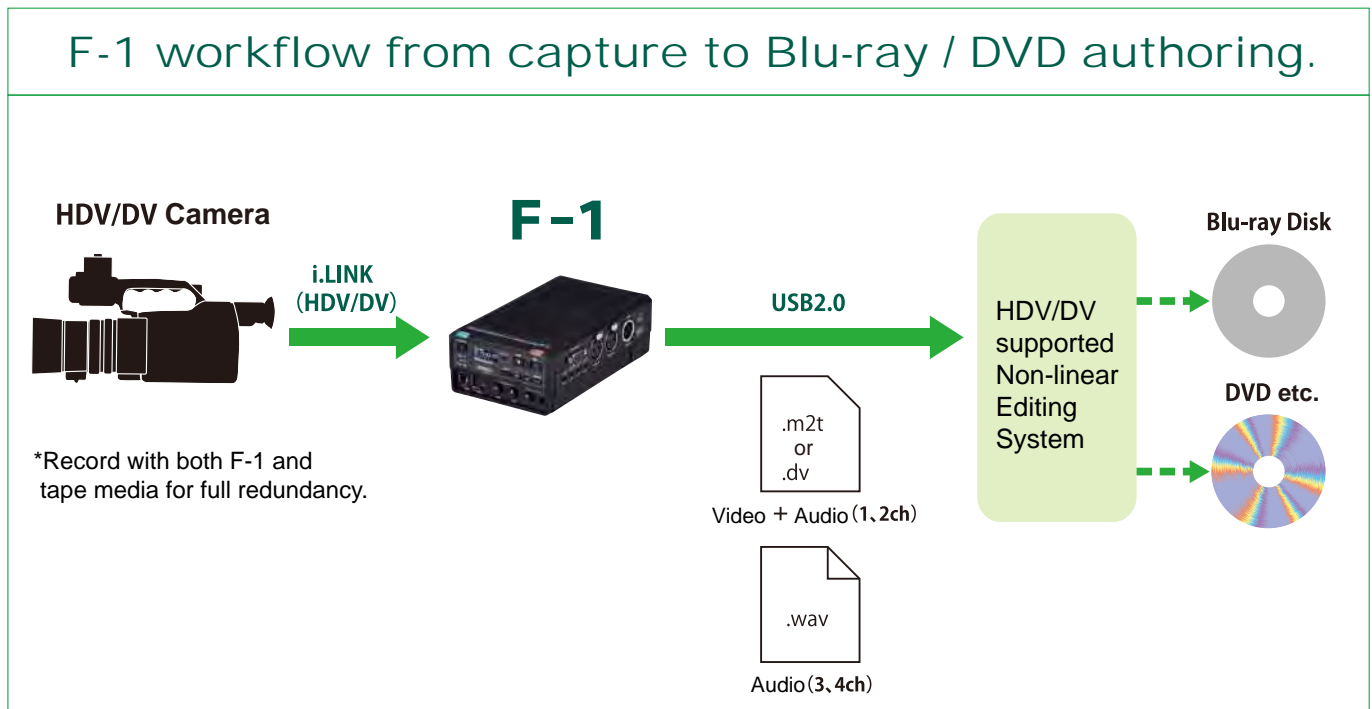 F-1 workflow from capture to Blu-ray / DVD authoring.
HDV/DV Camera
i.LINK
(HDV/DV)
*Record with both F-1 and
tape media for full redundancy.
F-1
USB2.0
.m2t
or
.dv
Video + Audio(1、2ch)
.wav
Audio(3、4ch)
HDV/DV
supported
Non-linear
Editing
System
Blu-ray Disk
DVD etc.